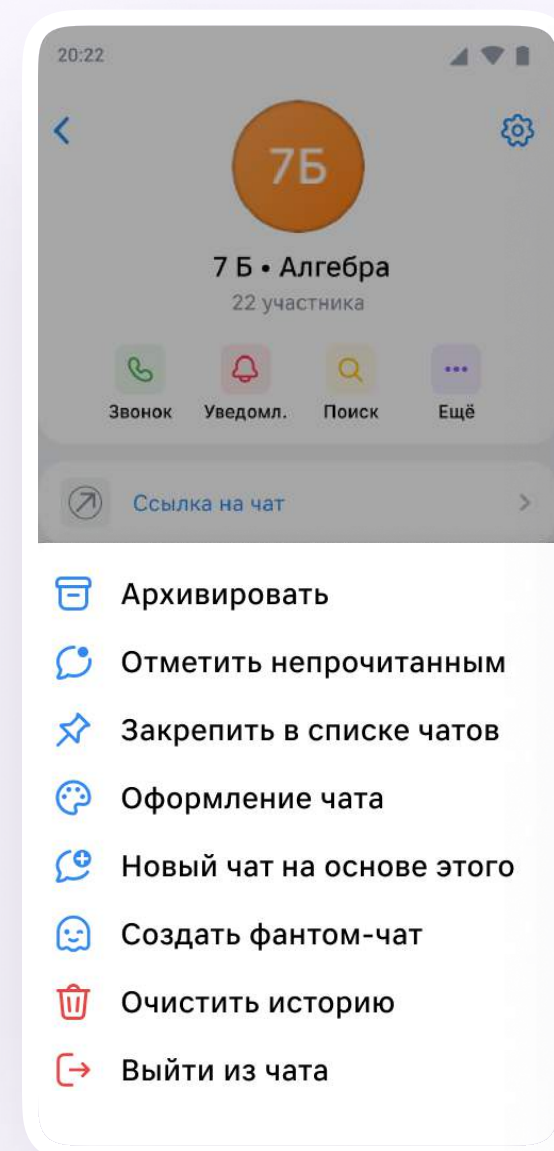 20:22
7Б
7 Б • Алгебра
22 участника
Звонок Уведомл. Поиск Ещё
Ссылка на чат
Архивировать
Отметить непрочитанным
Закрепить в списке чатов
Оформление чата
Новый чат на основе этого
Создать фантом-чат
Очистить историю
Выйти из чата